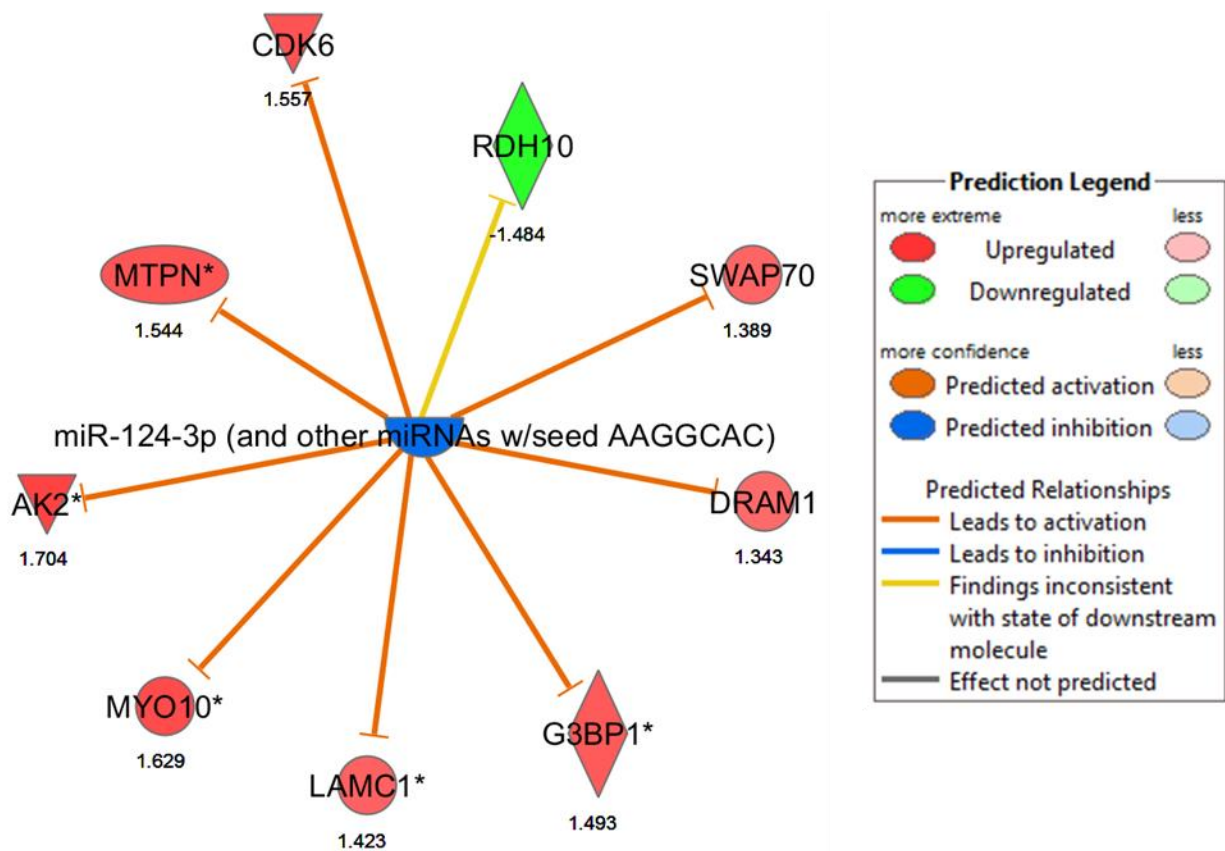 CDK6
1.557
RDH10
-1.484
MTPN*
1.544
SWAP70
1.389
miR-124-3p (and other miRNAs w/seed AAGGCAC)
AK2*
1.704
DRAM1
1.343
MYO10*
1.629
LAMC1*
1.423
G3BP1*
1.493
Prediction Legend
more extreme less
Upregulated
Downregulated
more confidence less
Predicted activation
Predicted inhibition
Predicted Relationships
Leads to activation
Leads to inhibition
Findings inconsistent
with state of downstream
molecule
Effect not predicted